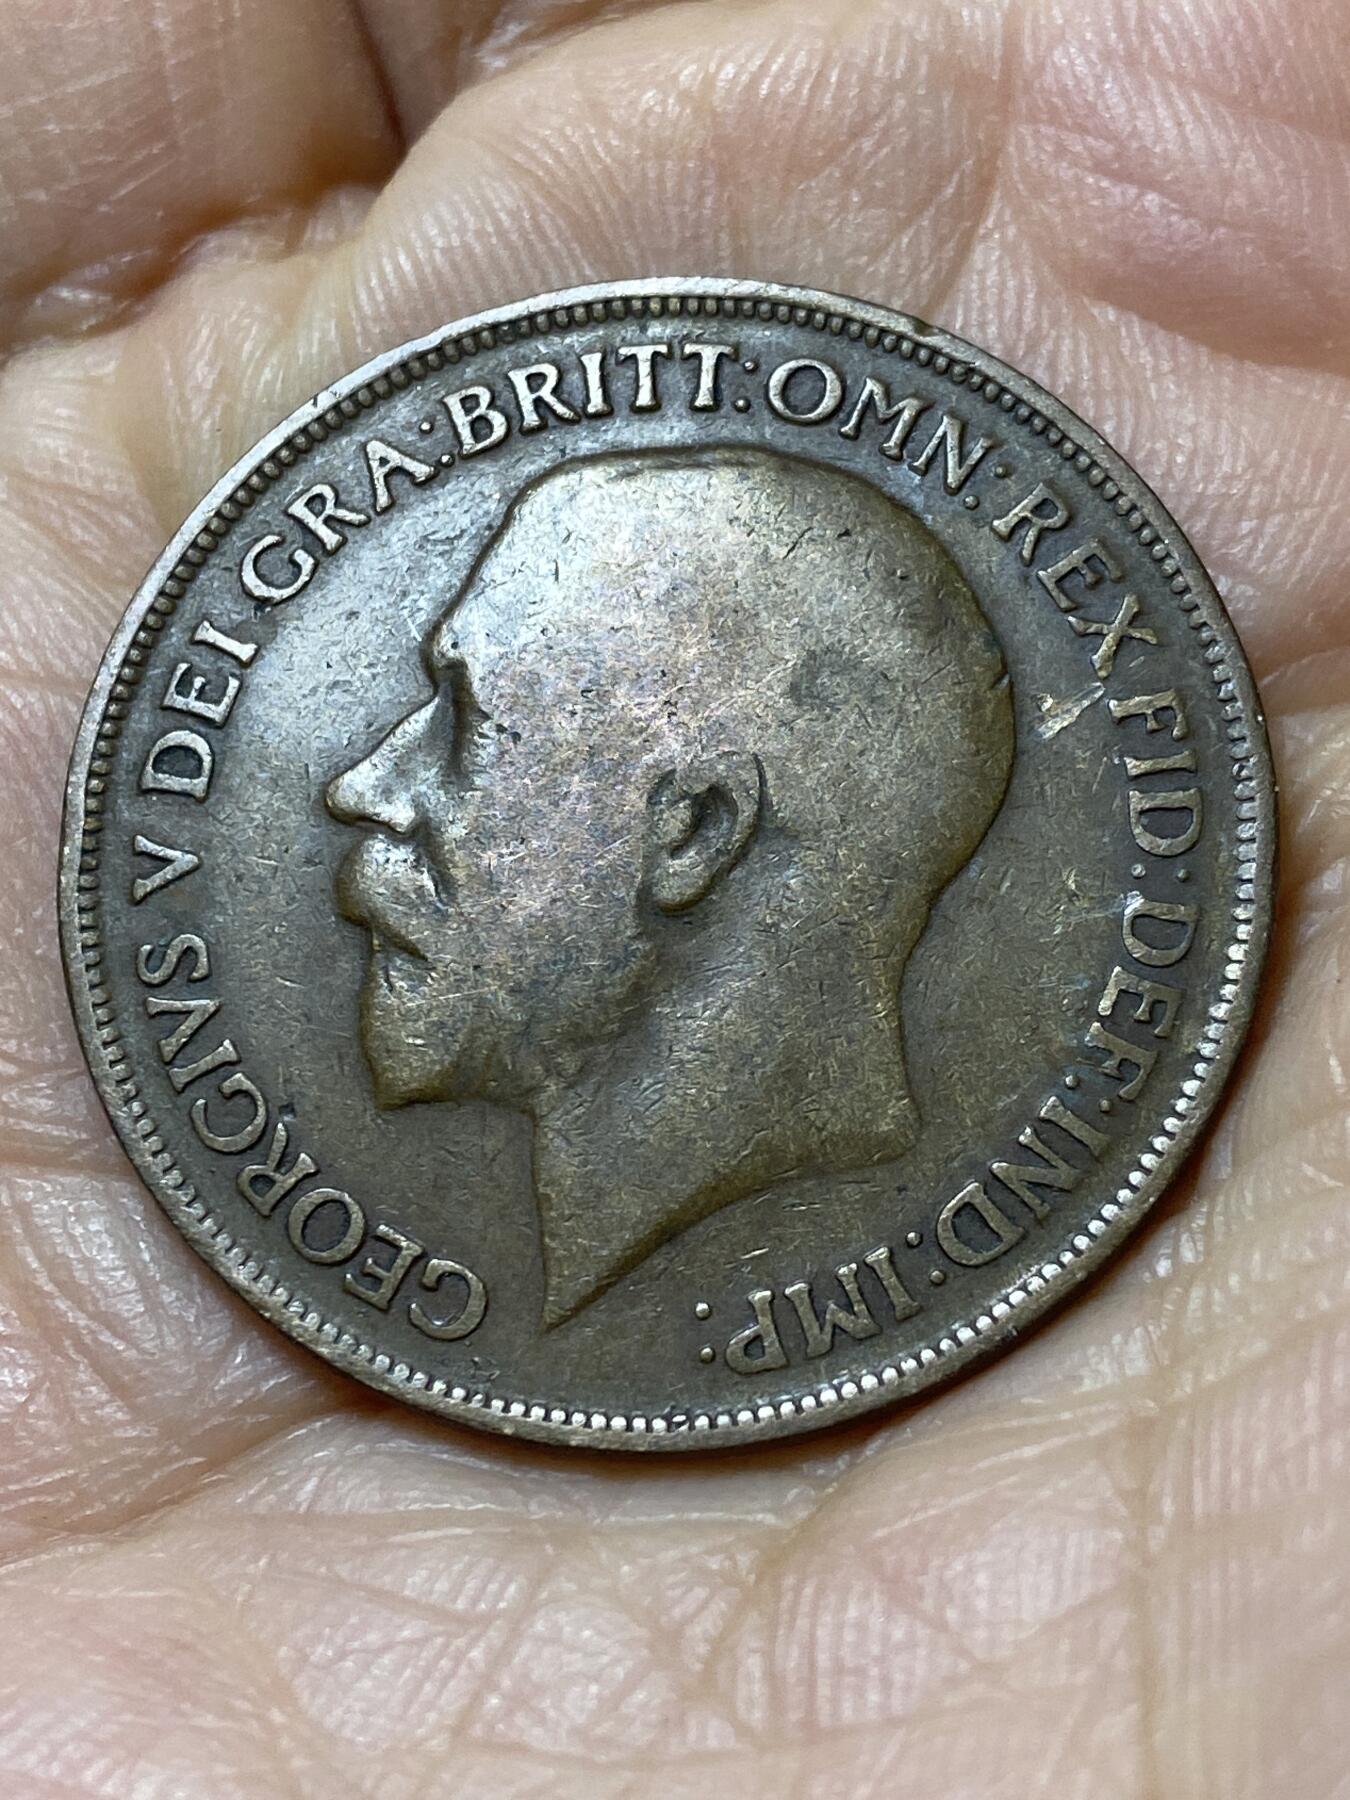 GEORGIVS V DEI GRA:BRITT:OMN:REX FID:DEF:IND:IMP: